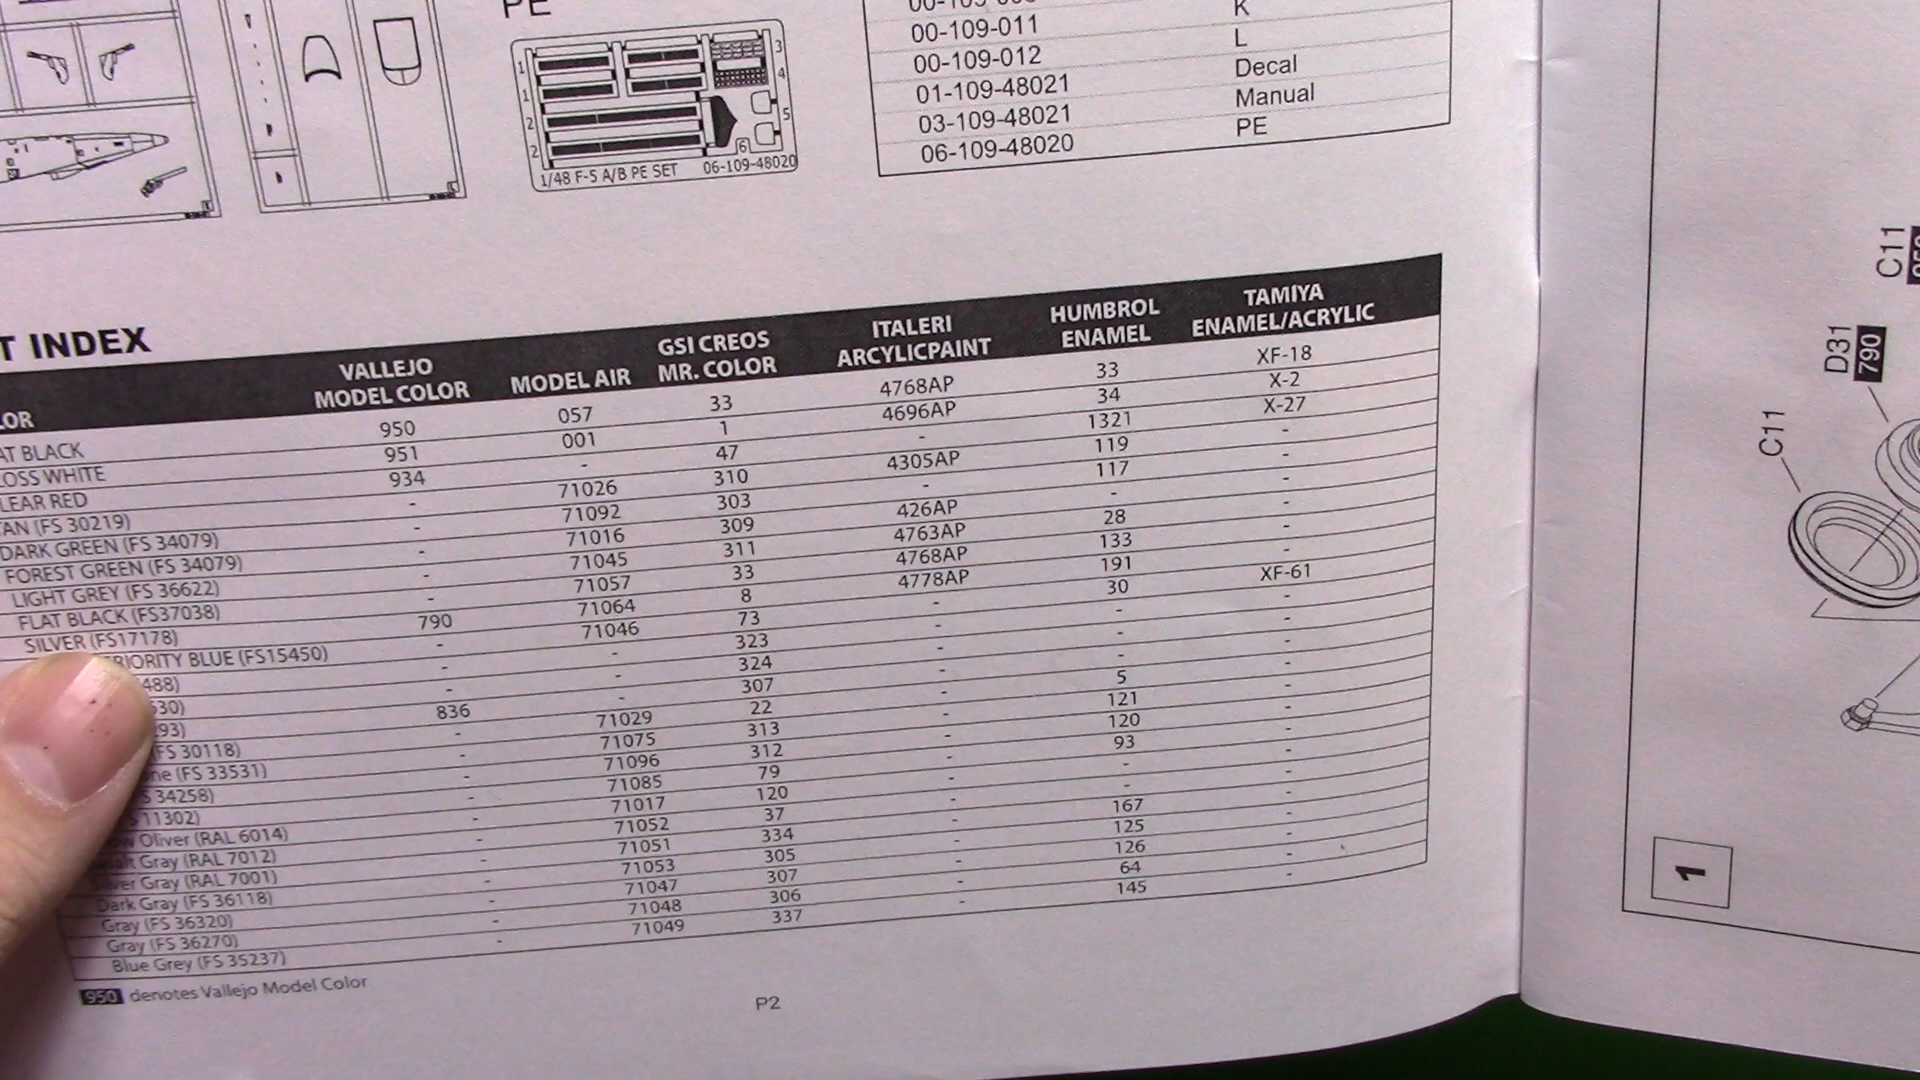 PE
1/48 F-5 A/B PE SET 06-109-48020
1
1
2
2
3
4
5
6
K
00-109-011 L
00-109-012 Decal
01-109-48021 Manual
03-109-48021 PE
06-109-48020
T INDEX
VALLEJO MODEL COLOR
MODEL AIR
GSI CREOS MR. COLOR
ITALERI ARCYLICPAINT
HUMBROL ENAMEL
TAMIYA ENAMEL/ACRYLIC
LOR
AT BLACK 950 057 33 4768AP 33 XF-18
OSS WHITE 951 001 1 4696AP 34 X-2
LEAR RED 934 - 47 - 1321 X-27
TAN (FS 30219) - 71026 310 4305AP 119 -
DARK GREEN (FS 34079) - 71092 303 - 117 -
FOREST GREEN (FS 34079) - 71016 309 426AP - -
LIGHT GREY (FS 36622) - 71045 311 4763AP 28 -
FLAT BLACK (FS37038) - 71057 33 4768AP 133 -
SILVER (FS17178) 790 71064 8 4778AP 191 -
RIORITY BLUE (FS15450) - 71046 73 - 30 XF-61
488) - - 323 - - -
630) - - 324 - - -
293) - - 307 - - -
(FS 30118) 836 71029 22 - 5 -
ne (FS 33531) - 71075 313 - 121 -
S 34258) - 71096 312 - 120 -
S 11302) - 71085 79 - 93 -
ow Oliver (RAL 6014) - 71017 120 - - -
alt Gray (RAL 7012) - 71052 37 - - -
ver Gray (RAL 7001) - 71051 334 - 167 -
Dark Gray (FS 36118) - 71053 305 - 125 -
Gray (FS 36320) - 71047 307 - 126 -
Gray (FS 36270) - 71048 306 - 64 -
Blue Grey (FS 35237) - 71049 337 - 145 -
950 denotes Vallejo Model Color
P2
C11
D31
790
C11
1